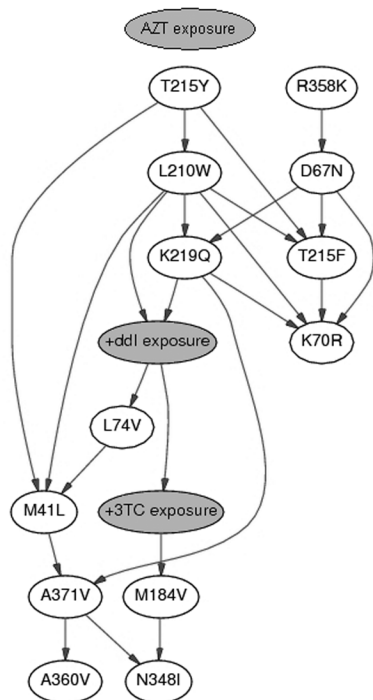 AZT exposure
T215Y
R358K
L210W
D67N
K219Q
T215F
+ddI exposure
K70R
L74V
M41L
+3TC exposure
A371V
M184V
A360V
N348I